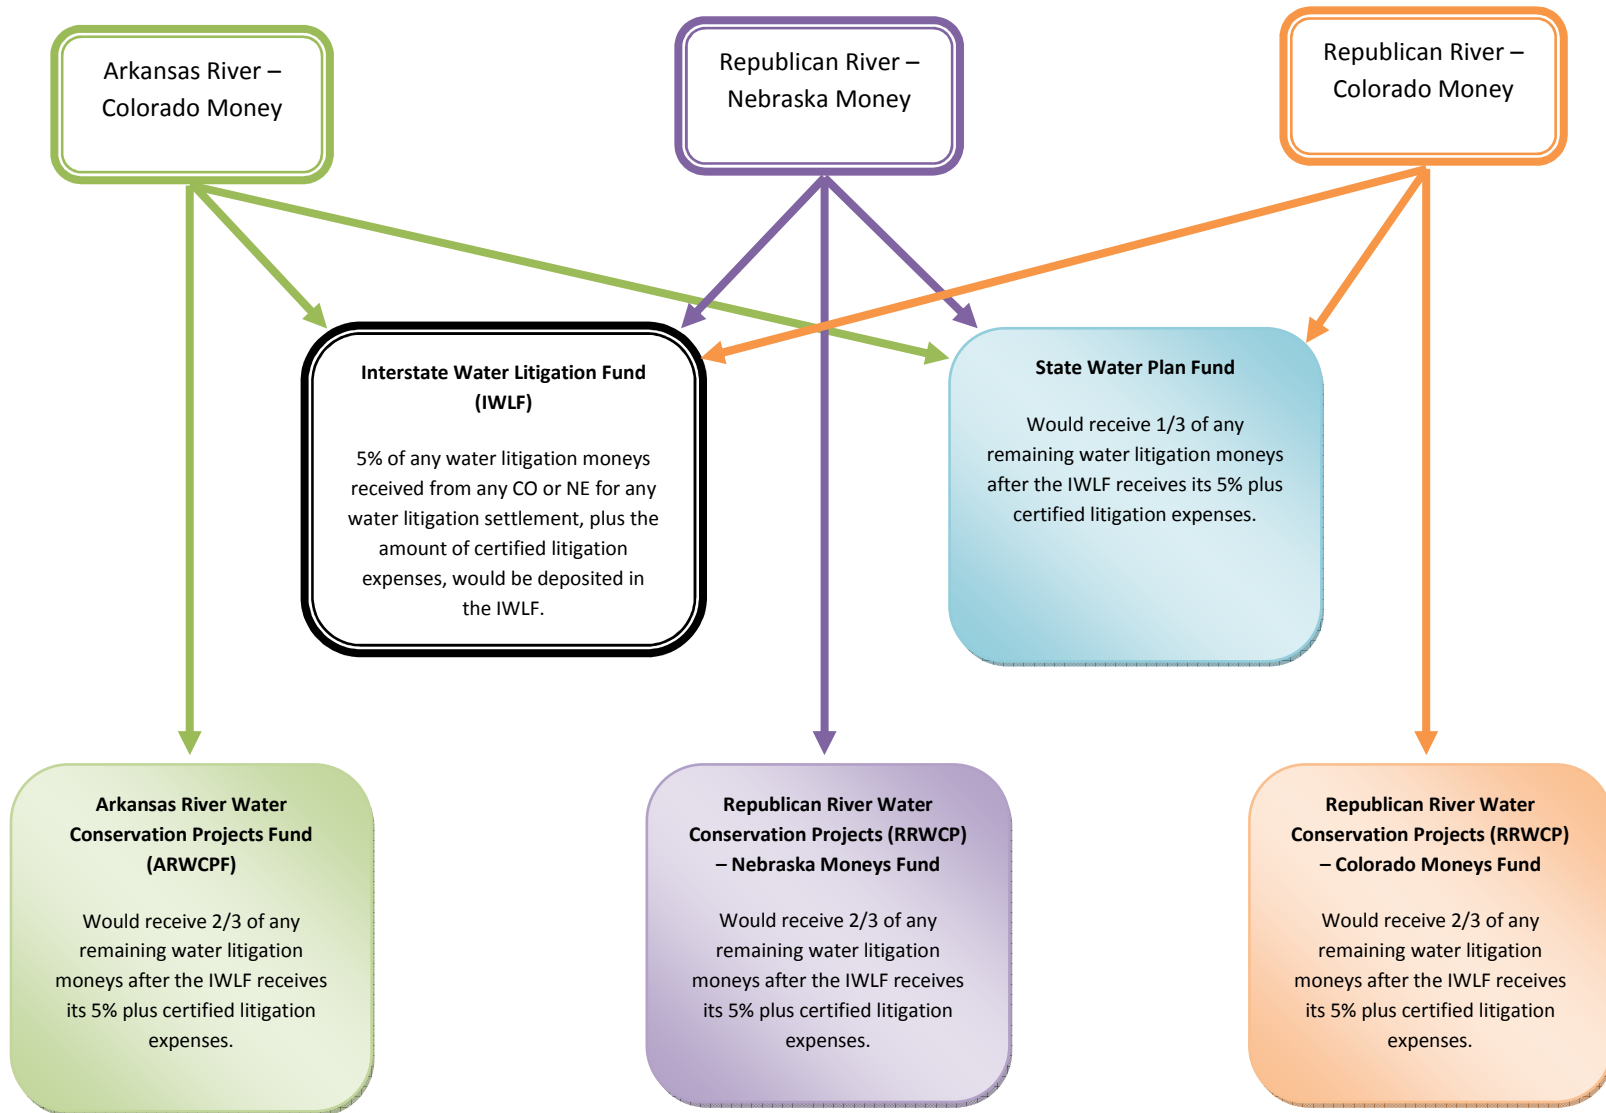 Arkansas River –
Colorado Money
Republican River –
Nebraska Money
Republican River –
Colorado Money
Interstate Water Litigation Fund
(IWLF)
5% of any water litigation moneys
received from any CO or NE for any
water litigation settlement, plus the
amount of certified litigation
expenses, would be deposited in
the IWLF.
State Water Plan Fund
Would receive 1/3 of any
remaining water litigation moneys
after the IWLF receives its 5% plus
certified litigation expenses.
Arkansas River Water
Conservation Projects Fund
(ARWCPF)
Would receive 2/3 of any
remaining water litigation
moneys after the IWLF receives
its 5% plus certified litigation
expenses.
Republican River Water
Conservation Projects (RRWCP)
– Nebraska Moneys Fund
Would receive 2/3 of any
remaining water litigation
moneys after the IWLF receives
its 5% plus certified litigation
expenses.
Republican River Water
Conservation Projects (RRWCP)
– Colorado Moneys Fund
Would receive 2/3 of any
remaining water litigation
moneys after the IWLF receives
its 5% plus certified litigation
expenses.